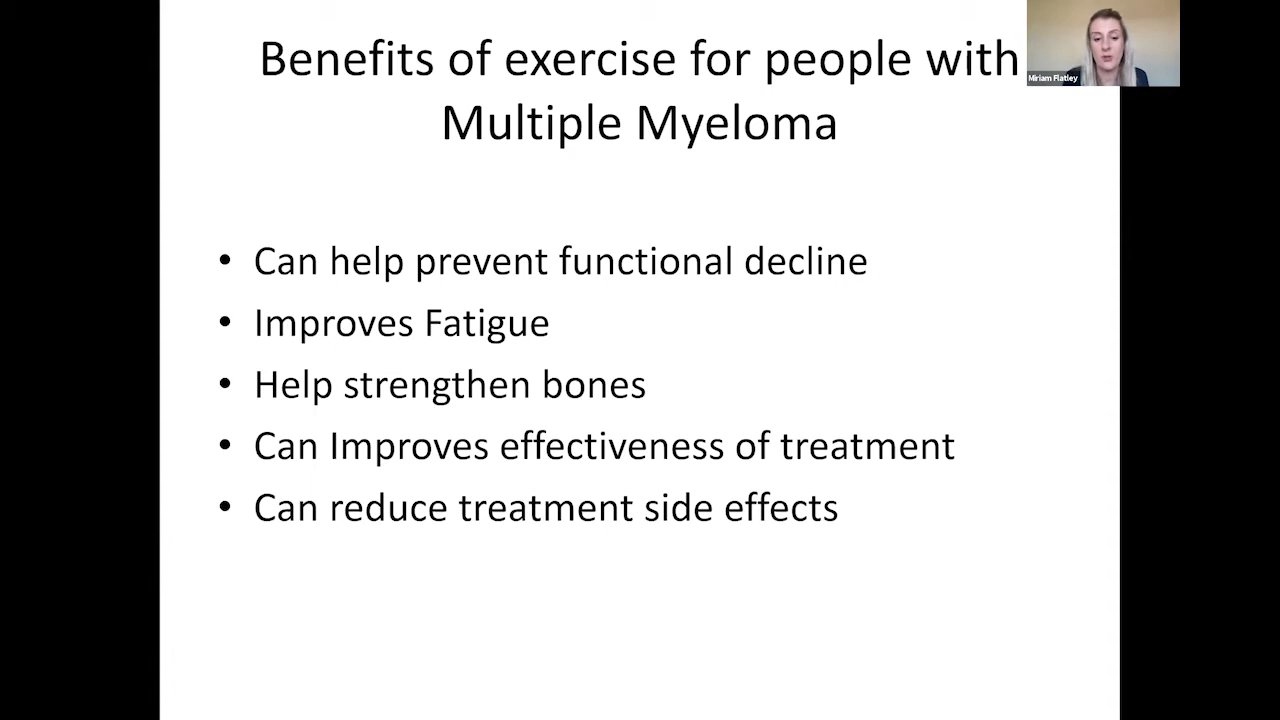 Benefits of exercise for people with
Multiple Myeloma
Miriam Flatley
• Can help prevent functional decline
• Improves Fatigue
• Help strengthen bones
• Can Improves effectiveness of treatment
• Can reduce treatment side effects